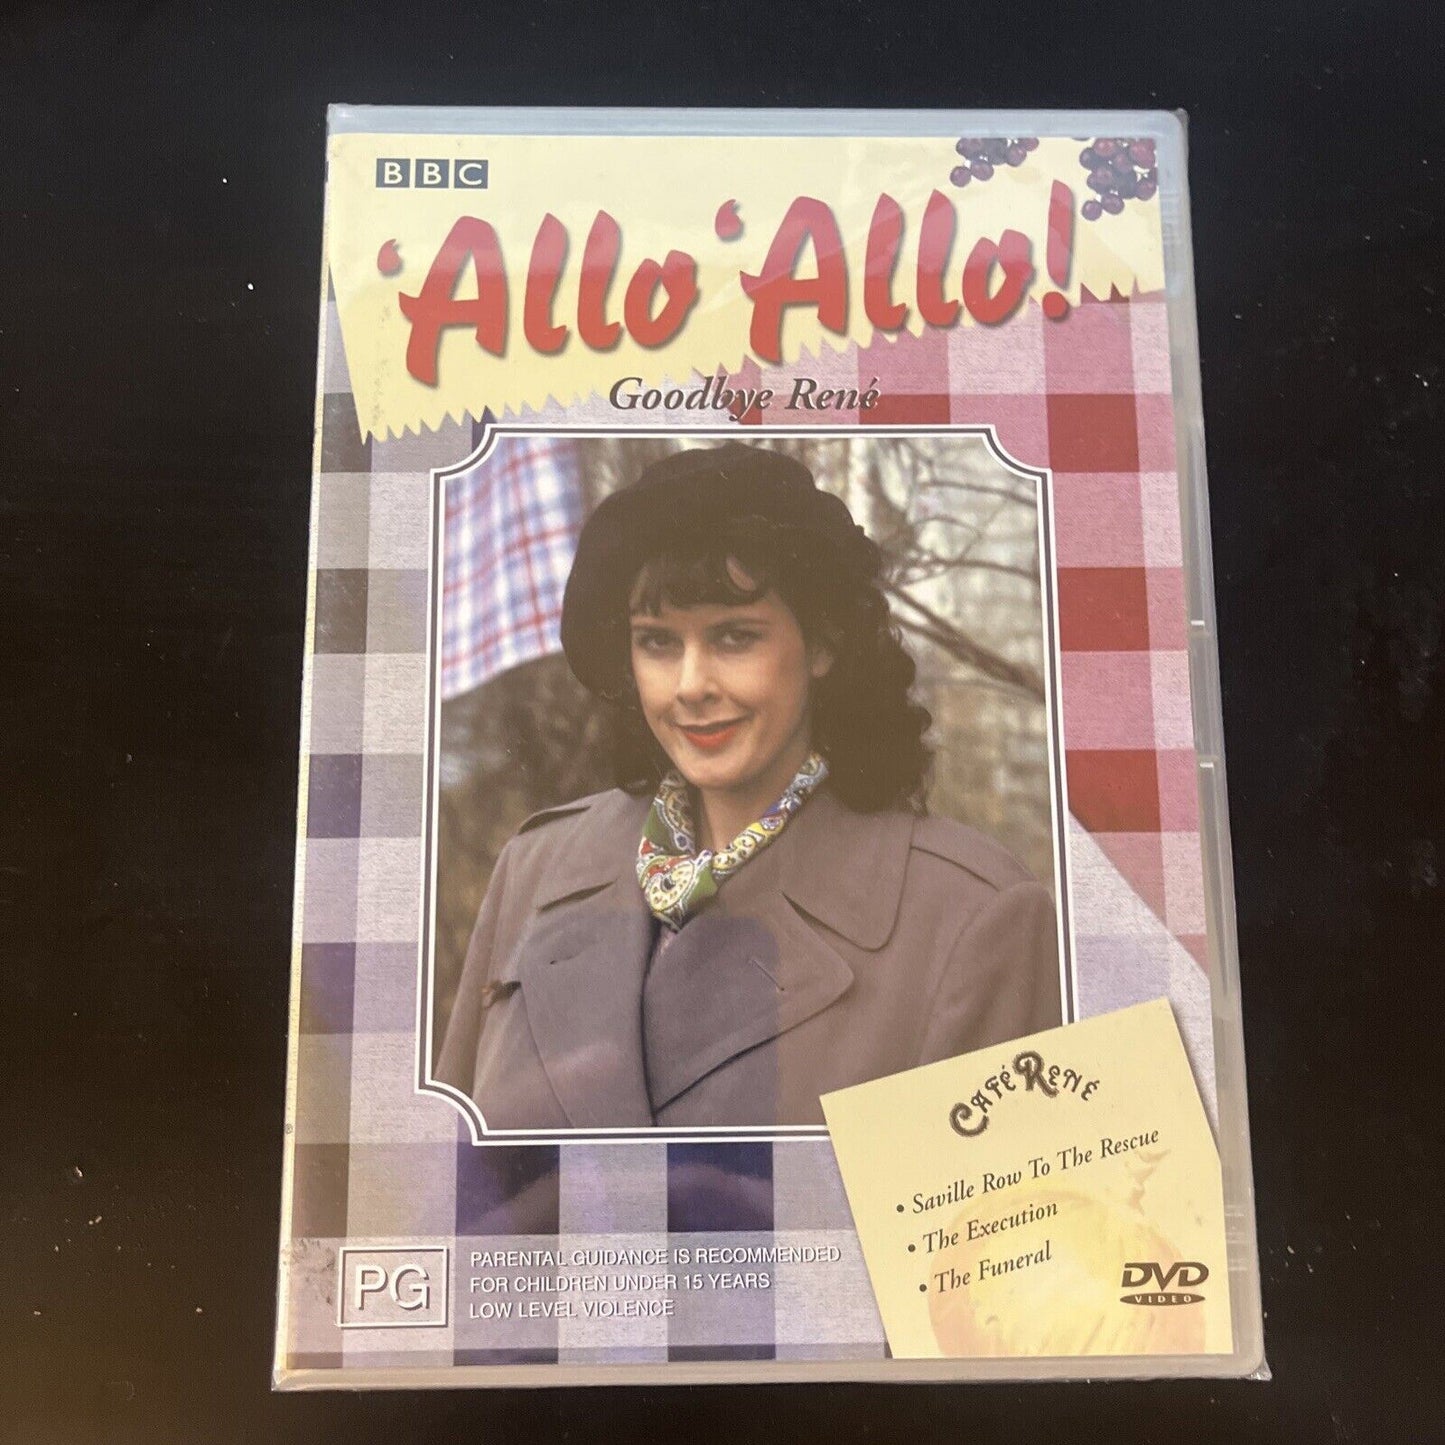 BBC
'Allo 'Allo!
Goodbye René
CAFÉ RENÉ
• Saville Row To The Rescue
• The Execution
• The Funeral
DVD
VIDEO
PG
PARENTAL GUIDANCE IS RECOMMENDED
FOR CHILDREN UNDER 15 YEARS
LOW LEVEL VIOLENCE